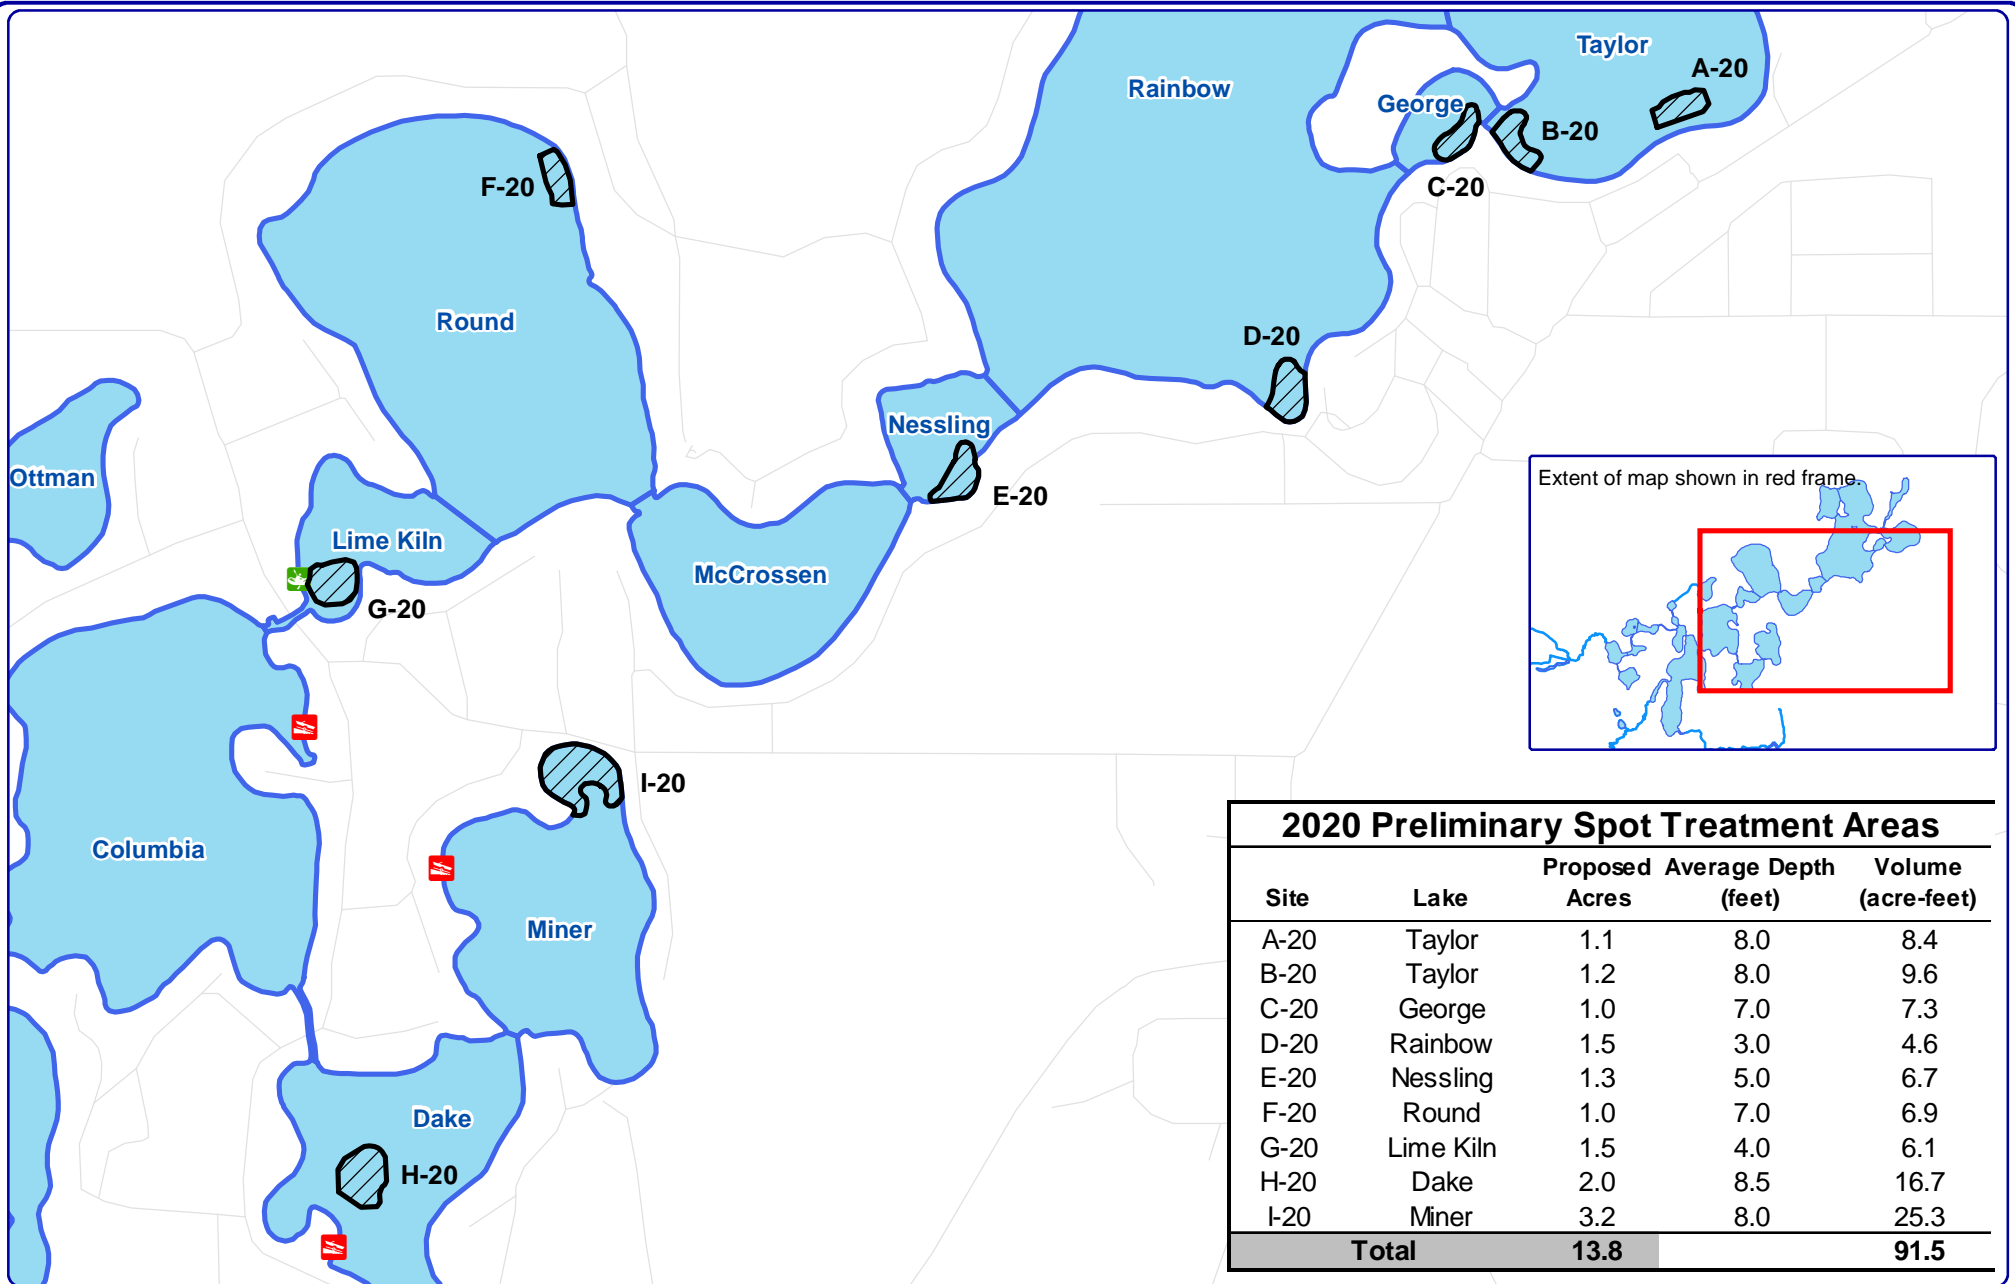 Taylor
A-20
Rainbow
George
B-20
F-20
C-20
Round
D-20
Nessling
Ottman
E-20
Lime Kiln
McCrossen
G-20
I-20
Columbia
Miner
Dake
H-20
Extent of map shown in red frame.
2020 Preliminary Spot Treatment Areas
Site Lake Proposed Acres Average Depth (feet) Volume (acre-feet)
A-20 Taylor 1.1 8.0 8.4
B-20 Taylor 1.2 8.0 9.6
C-20 George 1.0 7.0 7.3
D-20 Rainbow 1.5 3.0 4.6
E-20 Nessling 1.3 5.0 6.7
F-20 Round 1.0 7.0 6.9
G-20 Lime Kiln 1.5 4.0 6.1
H-20 Dake 2.0 8.5 16.7
I-20 Miner 3.2 8.0 25.3
Total 13.8 91.5